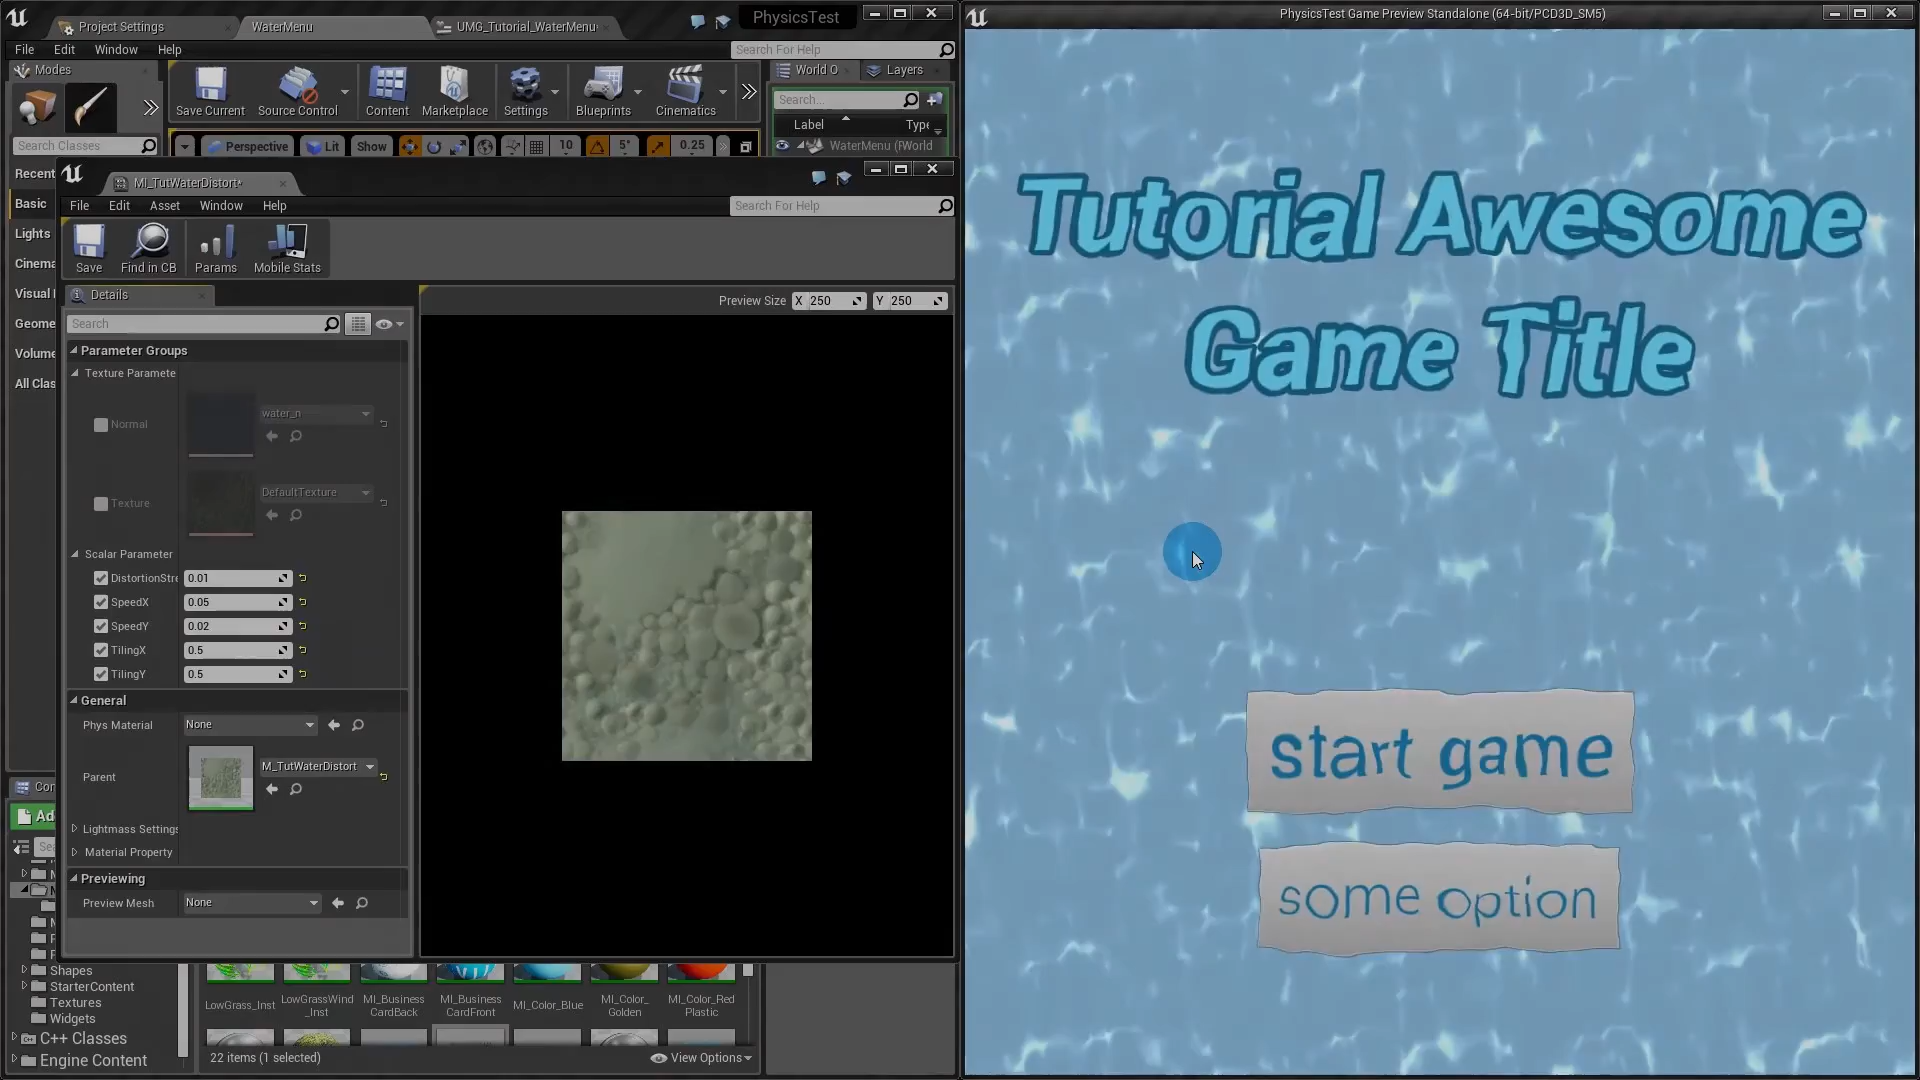 Project Settings
WaterMenu
UMG_Tutorial_WaterMenu
PhysicsTest
File Edit Window Help
Search For Help
Modes
Save Current
Source Control
Content
Marketplace
Settings
Blueprints
Cinematics
World O
Layers
Search...
Label
Type
Search Classes
Perspective
Lit
Show
10
5°
0.25
WaterMenu
World
Recent
Basic
Lights
Cinema
Visual
Geome
Volume
All Clas
MI_TutWaterDistort*
File Edit Asset Window Help
Search For Help
Save
Find in CB
Params
Mobile Stats
Details
Preview Size X 250 Y 250
Search
Parameter Groups
Texture Paramete
Normal
water_n
Texture
DefaultTexture
Scalar Parameter
DistortionStre 0.01
SpeedX 0.05
SpeedY 0.02
TilingX 0.5
TilingY 0.5
General
Phys Material None
Parent
M_TutWaterDistort
Lightmass Settings
Material Property
Previewing
Preview Mesh None
Con
Ad
Sea
Shapes
StarterContent
Textures
Widgets
C++ Classes
Engine Content
LowGrass_Inst
LowGrassWind
_Inst
MI_Business
CardBack
MI_Business
CardFront
MI_Color_Blue
MI_Color_
Golden
MI_Color_Red
Plastic
22 items (1 selected)
View Options
PhysicsTest Game Preview Standalone (64-bit/PCD3D_SM5)
Tutorial Awesome
Game Title
start game
some option